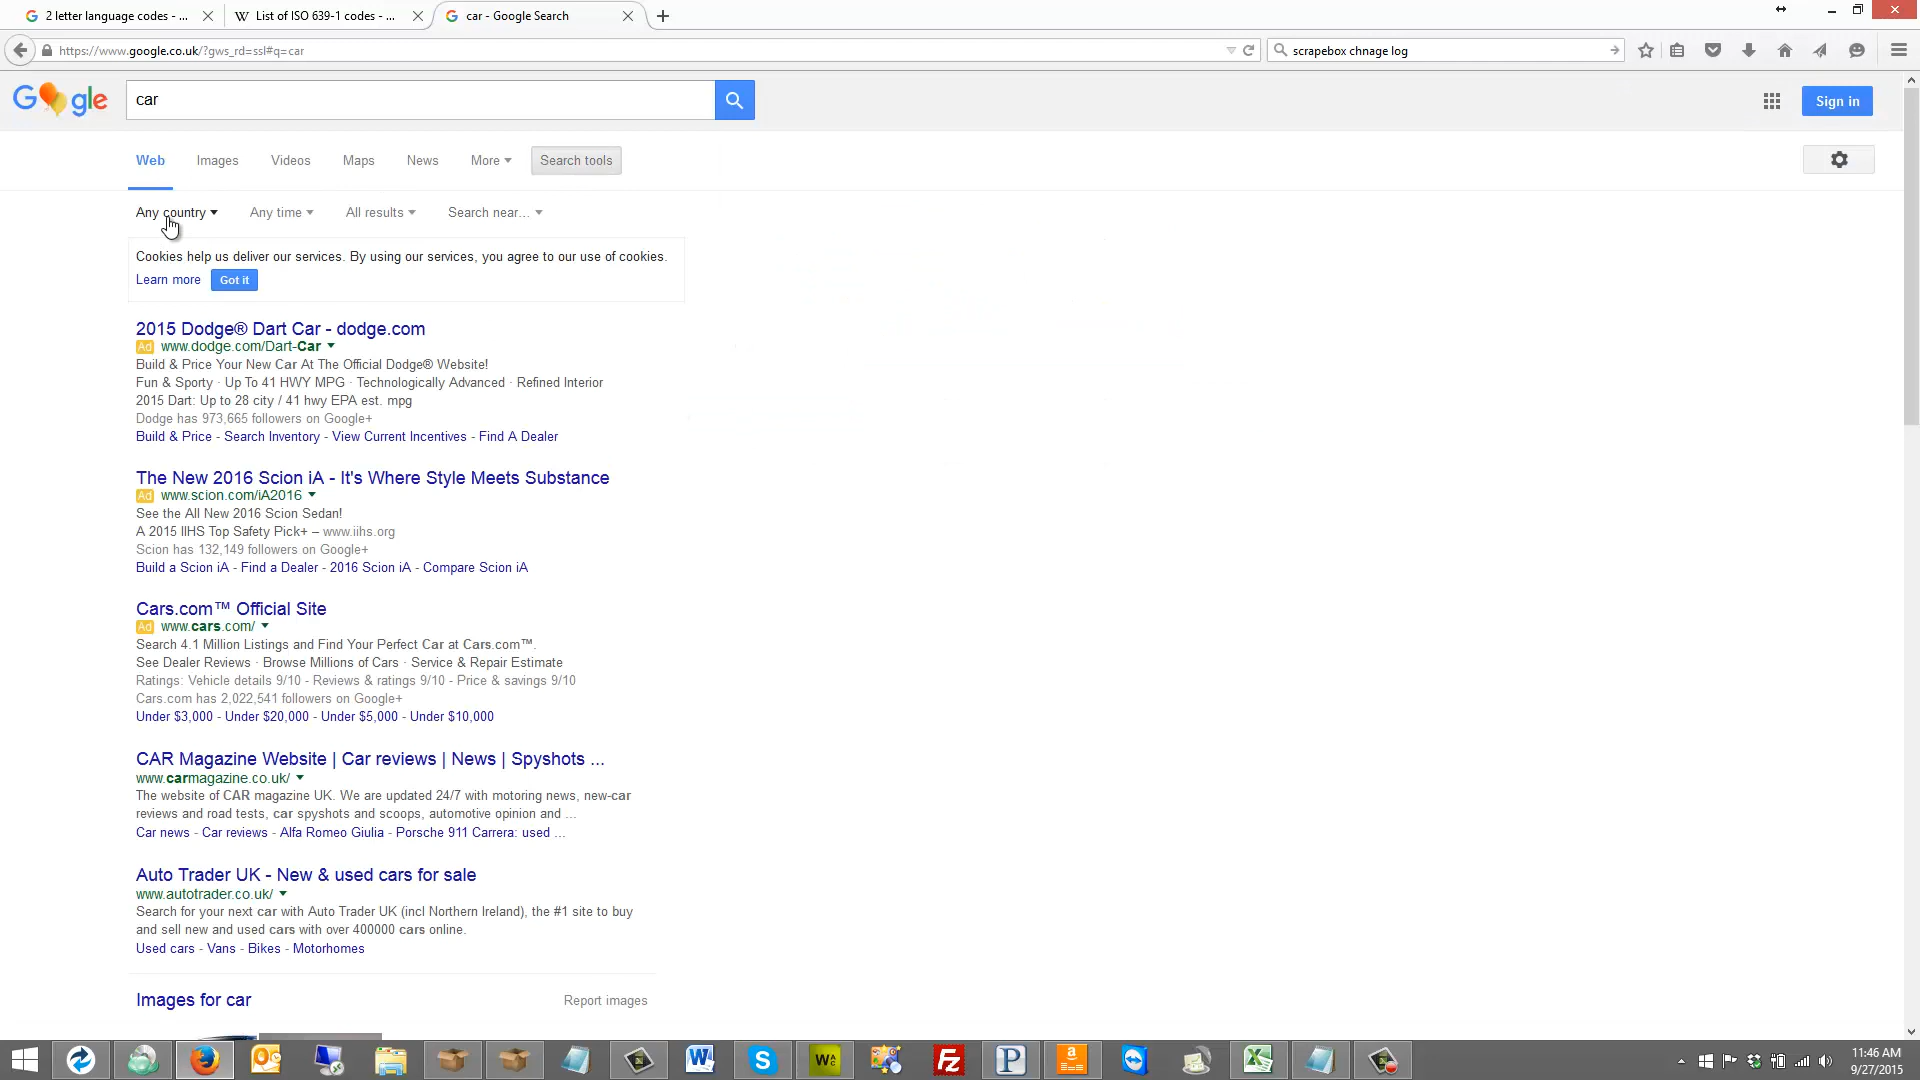 2 letter language codes - ...
List of ISO 639-1 codes - ...
car - Google Search
https://www.google.co.uk/?gws_rd=ssl#q=car
scrapebox chnage log
G gle
car
Sign in
Web
Images
Videos
Maps
News
More
Search tools
Any country
Any time
All results
Search near...
Cookies help us deliver our services. By using our services, you agree to our use of cookies.
Learn more
Got it
2015 Dodge® Dart Car - dodge.com
Ad www.dodge.com/Dart-Car
Build & Price Your New Car At The Official Dodge® Website!
Fun & Sporty · Up To 41 HWY MPG · Technologically Advanced · Refined Interior
2015 Dart: Up to 28 city / 41 hwy EPA est. mpg
Dodge has 973,665 followers on Google+
Build & Price - Search Inventory - View Current Incentives - Find A Dealer
The New 2016 Scion iA - It's Where Style Meets Substance
Ad www.scion.com/iA2016
See the All New 2016 Scion Sedan!
A 2015 IIHS Top Safety Pick+ – www.iihs.org
Scion has 132,149 followers on Google+
Build a Scion iA - Find a Dealer - 2016 Scion iA - Compare Scion iA
Cars.com™ Official Site
Ad www.cars.com/
Search 4.1 Million Listings and Find Your Perfect Car at Cars.com™.
See Dealer Reviews · Browse Millions of Cars · Service & Repair Estimate
Ratings: Vehicle details 9/10 - Reviews & ratings 9/10 - Price & savings 9/10
Cars.com has 2,022,541 followers on Google+
Under $3,000 - Under $20,000 - Under $5,000 - Under $10,000
CAR Magazine Website | Car reviews | News | Spyshots ...
www.carmagazine.co.uk/
The website of CAR magazine UK. We are updated 24/7 with motoring news, new-car
reviews and road tests, car spyshots and scoops, automotive opinion and ...
Car news - Car reviews - Alfa Romeo Giulia - Porsche 911 Carrera: used ...
Auto Trader UK - New & used cars for sale
www.autotrader.co.uk/
Search for your next car with Auto Trader UK (incl Northern Ireland), the #1 site to buy
and sell new and used cars with over 400000 cars online.
Used cars - Vans - Bikes - Motorhomes
Images for car
Report images
11:46 AM
9/27/2015